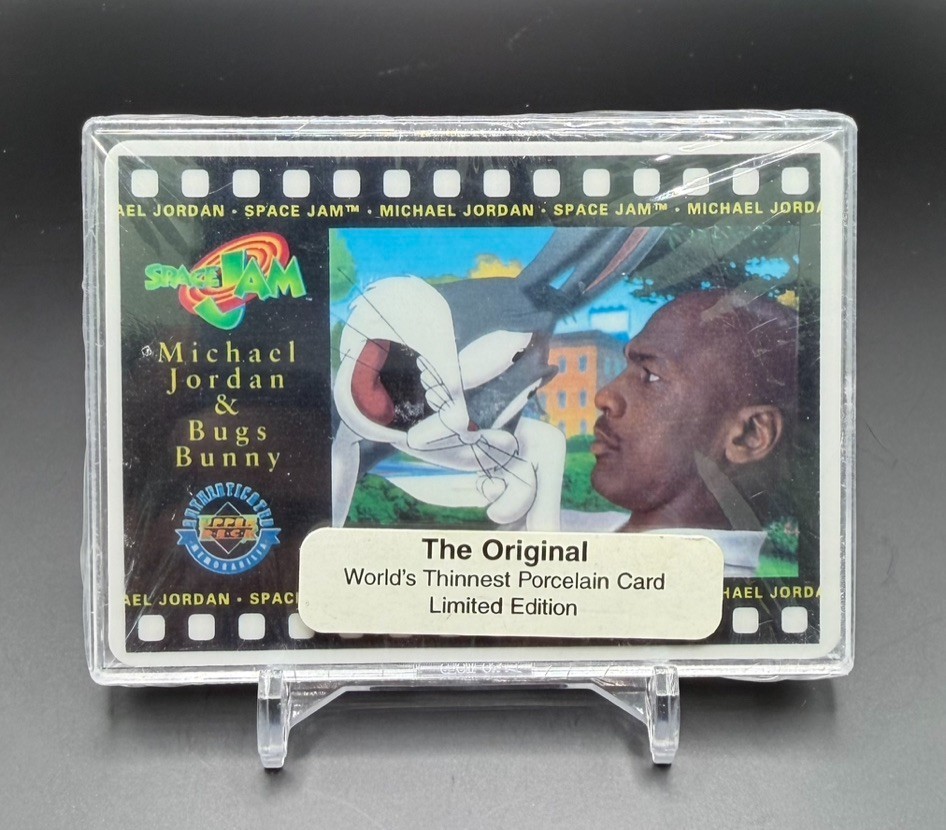 AEL JORDAN • SPACE JAM™ • MICHAEL JORDAN • SPACE JAM™ • MICHAEL JORDA
SPACE JAM
Michael
Jordan
&
Bugs
Bunny
AUTHENTICATED
UPPER
DECK
MEMORABILIA
The Original
World's Thinnest Porcelain Card
Limited Edition
AEL JORDAN • SPAC
HAEL JORDA